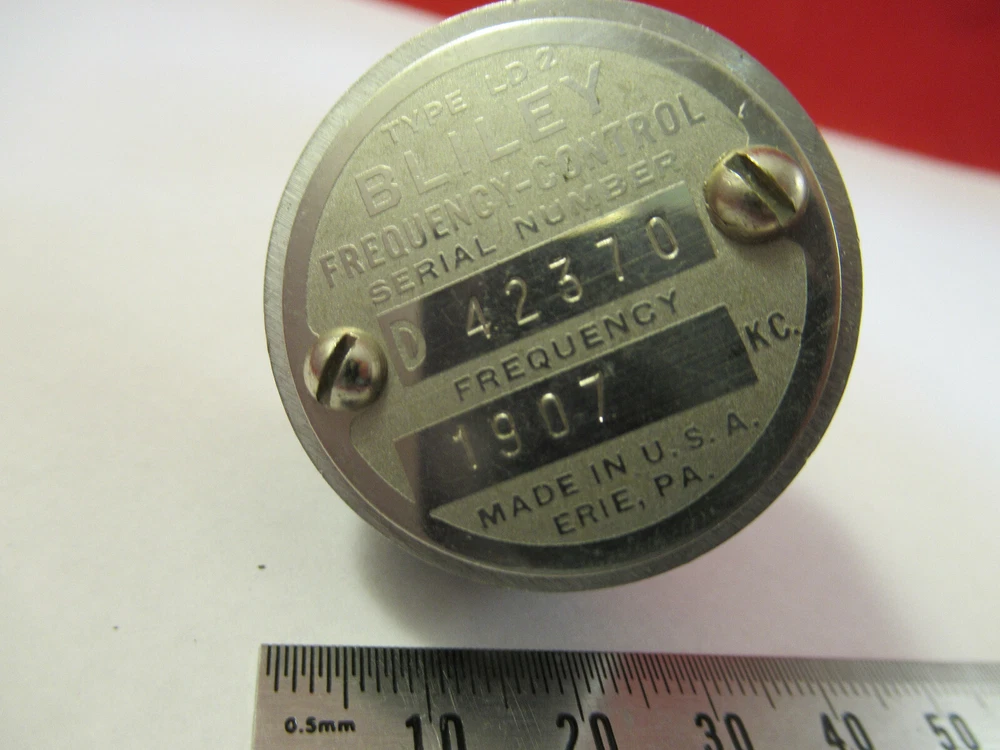 TYPE LD2
BLILEY
FREQUENCY-CONTROL
SERIAL NUMBER
D 42370
FREQUENCY
1907 KC.
MADE IN U.S.A.
ERIE, PA.
0.5mm 10 20 30 40 50